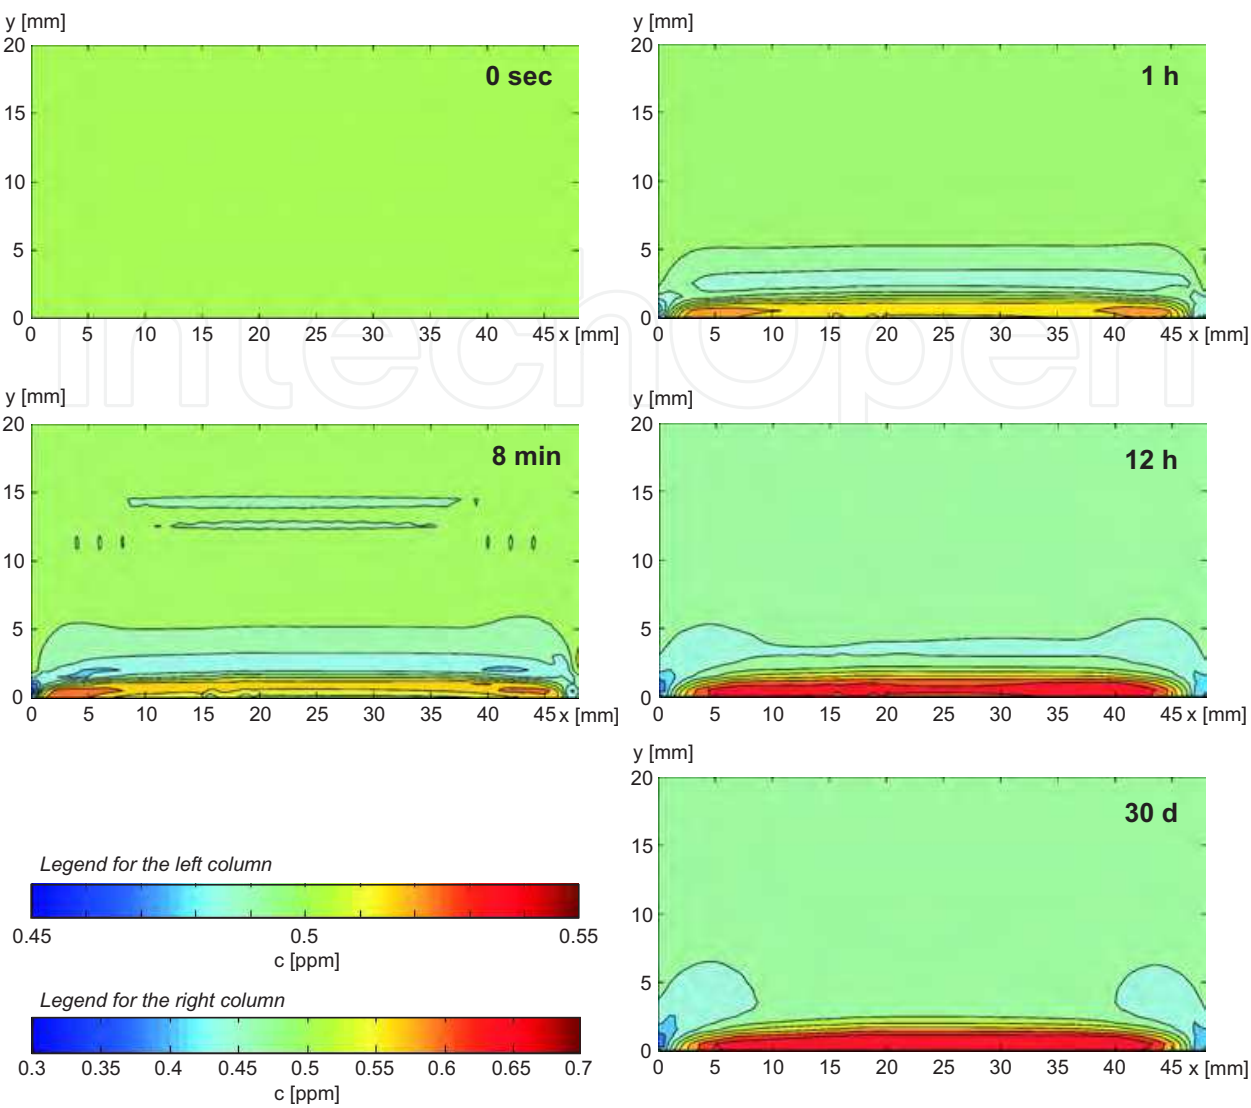 y [mm]
20
0 sec
15
10
5
0
0 5 10 15 20 25 30 35 40 45 x [mm]
y [mm]
20
1 h
15
10
5
0
0 5 10 15 20 25 30 35 40 45 x [mm]
intechopen
y [mm]
20
8 min
15
10
5
0
0 5 10 15 20 25 30 35 40 45 x [mm]
y [mm]
20
12 h
15
10
5
0
0 5 10 15 20 25 30 35 40 45 x [mm]
y [mm]
20
30 d
15
10
5
0
0 5 10 15 20 25 30 35 40 45 x [mm]
Legend for the left column
0.45 0.5 0.55
c [ppm]
Legend for the right column
0.3 0.35 0.4 0.45 0.5 0.55 0.6 0.65 0.7
c [ppm]